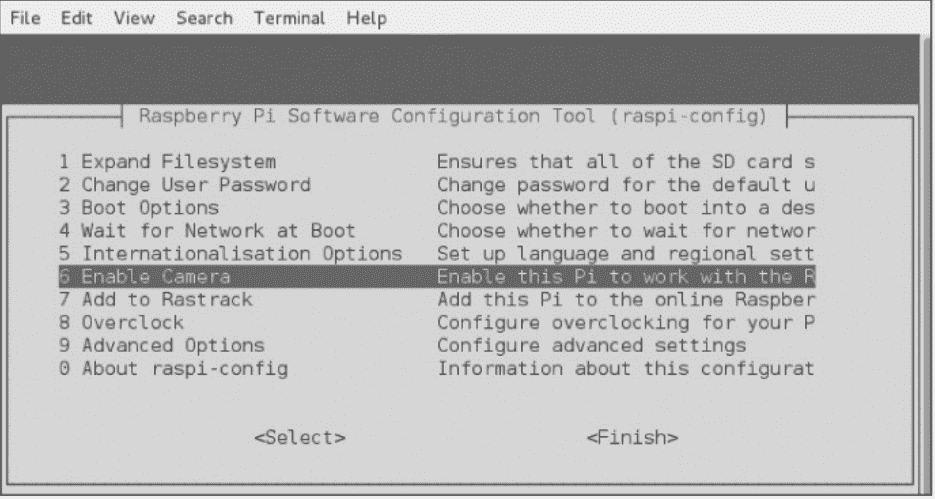 File Edit View Search Terminal Help
Raspberry Pi Software Configuration Tool (raspi-config)
1 Expand Filesystem Ensures that all of the SD card s
2 Change User Password Change password for the default u
3 Boot Options Choose whether to boot into a des
4 Wait for Network at Boot Choose whether to wait for networ
5 Internationalisation Options Set up language and regional sett
6 Enable Camera Enable this Pi to work with the R
7 Add to Rastrack Add this Pi to the online Raspber
8 Overclock Configure overclocking for your P
9 Advanced Options Configure advanced settings
0 About raspi-config Information about this configurat
<Select> <Finish>